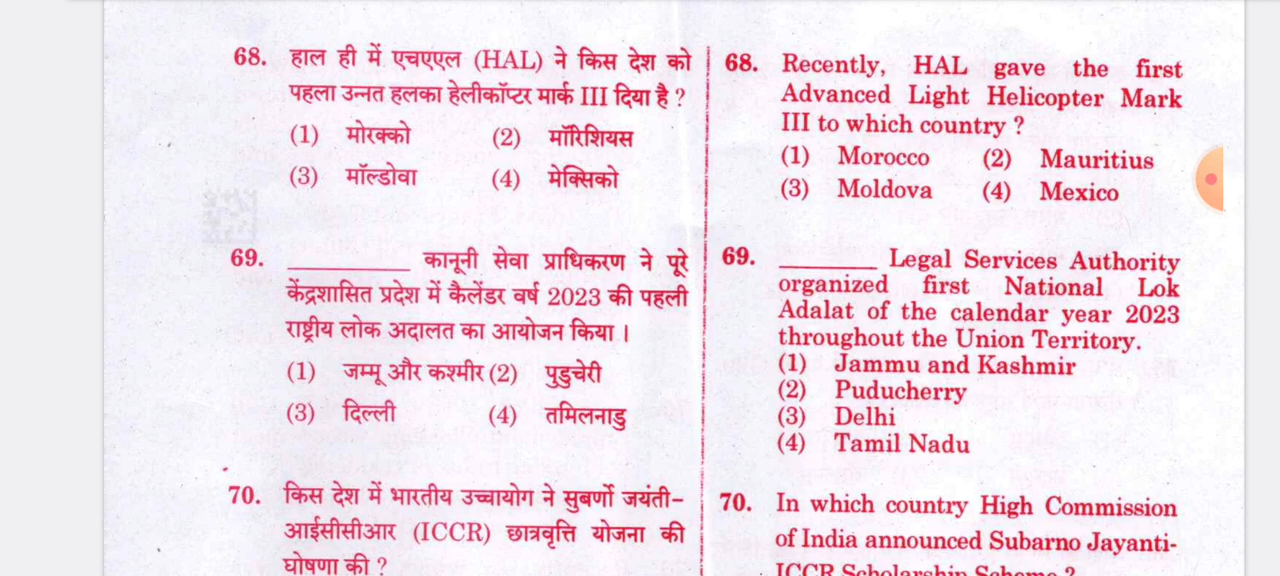 68. हाल ही में एचएएल (HAL) ने किस देश को
पहला उन्नत हलका हेलीकॉप्टर मार्क III दिया है ?
(1) मोरक्को (2) मॉरिशियस
(3) मॉल्डोवा (4) मेक्सिको
69. ________ कानूनी सेवा प्राधिकरण ने पूरे
केंद्रशासित प्रदेश में कैलेंडर वर्ष 2023 की पहली
राष्ट्रीय लोक अदालत का आयोजन किया ।
(1) जम्मू और कश्मीर (2) पुडुचेरी
(3) दिल्ली (4) तमिलनाडु
70. किस देश में भारतीय उच्चायोग ने सुबर्णो जयंती-
आईसीसीआर (ICCR) छात्रवृत्ति योजना की
घोषणा की ?
68. Recently, HAL gave the first
Advanced Light Helicopter Mark
III to which country ?
(1) Morocco (2) Mauritius
(3) Moldova (4) Mexico
69. ________ Legal Services Authority
organized first National Lok
Adalat of the calendar year 2023
throughout the Union Territory.
(1) Jammu and Kashmir
(2) Puducherry
(3) Delhi
(4) Tamil Nadu
70. In which country High Commission
of India announced Subarno Jayanti-
ICCR Scholarship Scheme ?